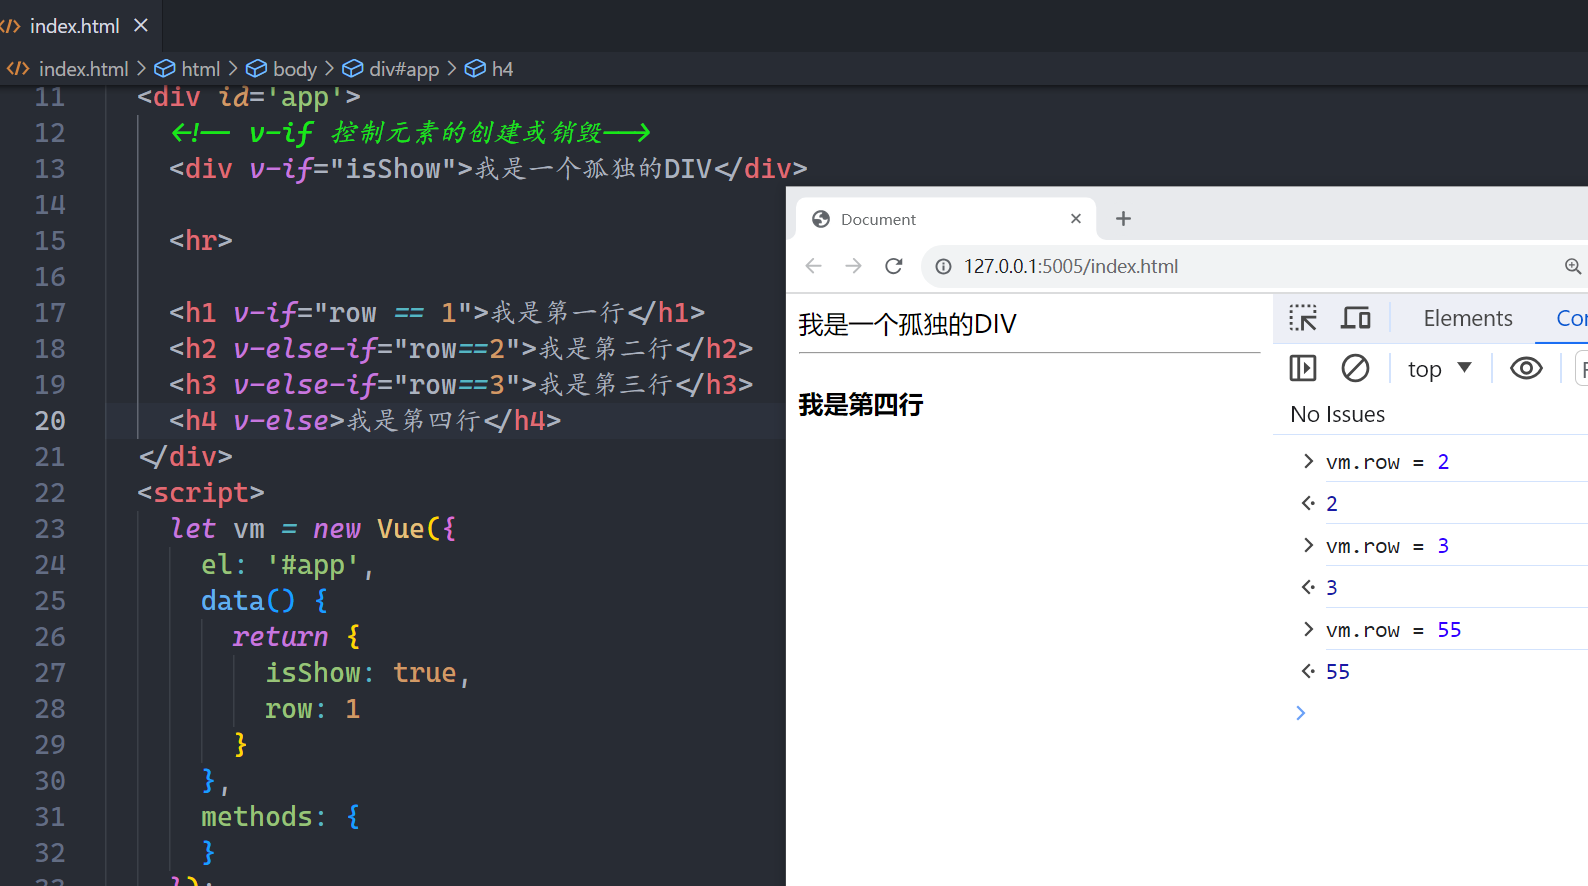 index.html
index.html > html > body > div#app > h4
11 <div id='app'>
12 <!-- v-if 控制元素的创建或销毁-->
13 <div v-if="isShow">我是一个孤独的DIV</div>
14
15 <hr>
16
17 <h1 v-if="row == 1">我是第一行</h1>
18 <h2 v-else-if="row==2">我是第二行</h2>
19 <h3 v-else-if="row==3">我是第三行</h3>
20 <h4 v-else>我是第四行</h4>
21 </div>
22 <script>
23 let vm = new Vue({
24 el: '#app',
25 data() {
26 return {
27 isShow: true,
28 row: 1
29 }
30 },
31 methods: {
32 }
Document
127.0.0.1:5005/index.html
我是一个孤独的DIV
我是第四行
Elements
top
No Issues
> vm.row = 2
2
> vm.row = 3
3
> vm.row = 55
55
>